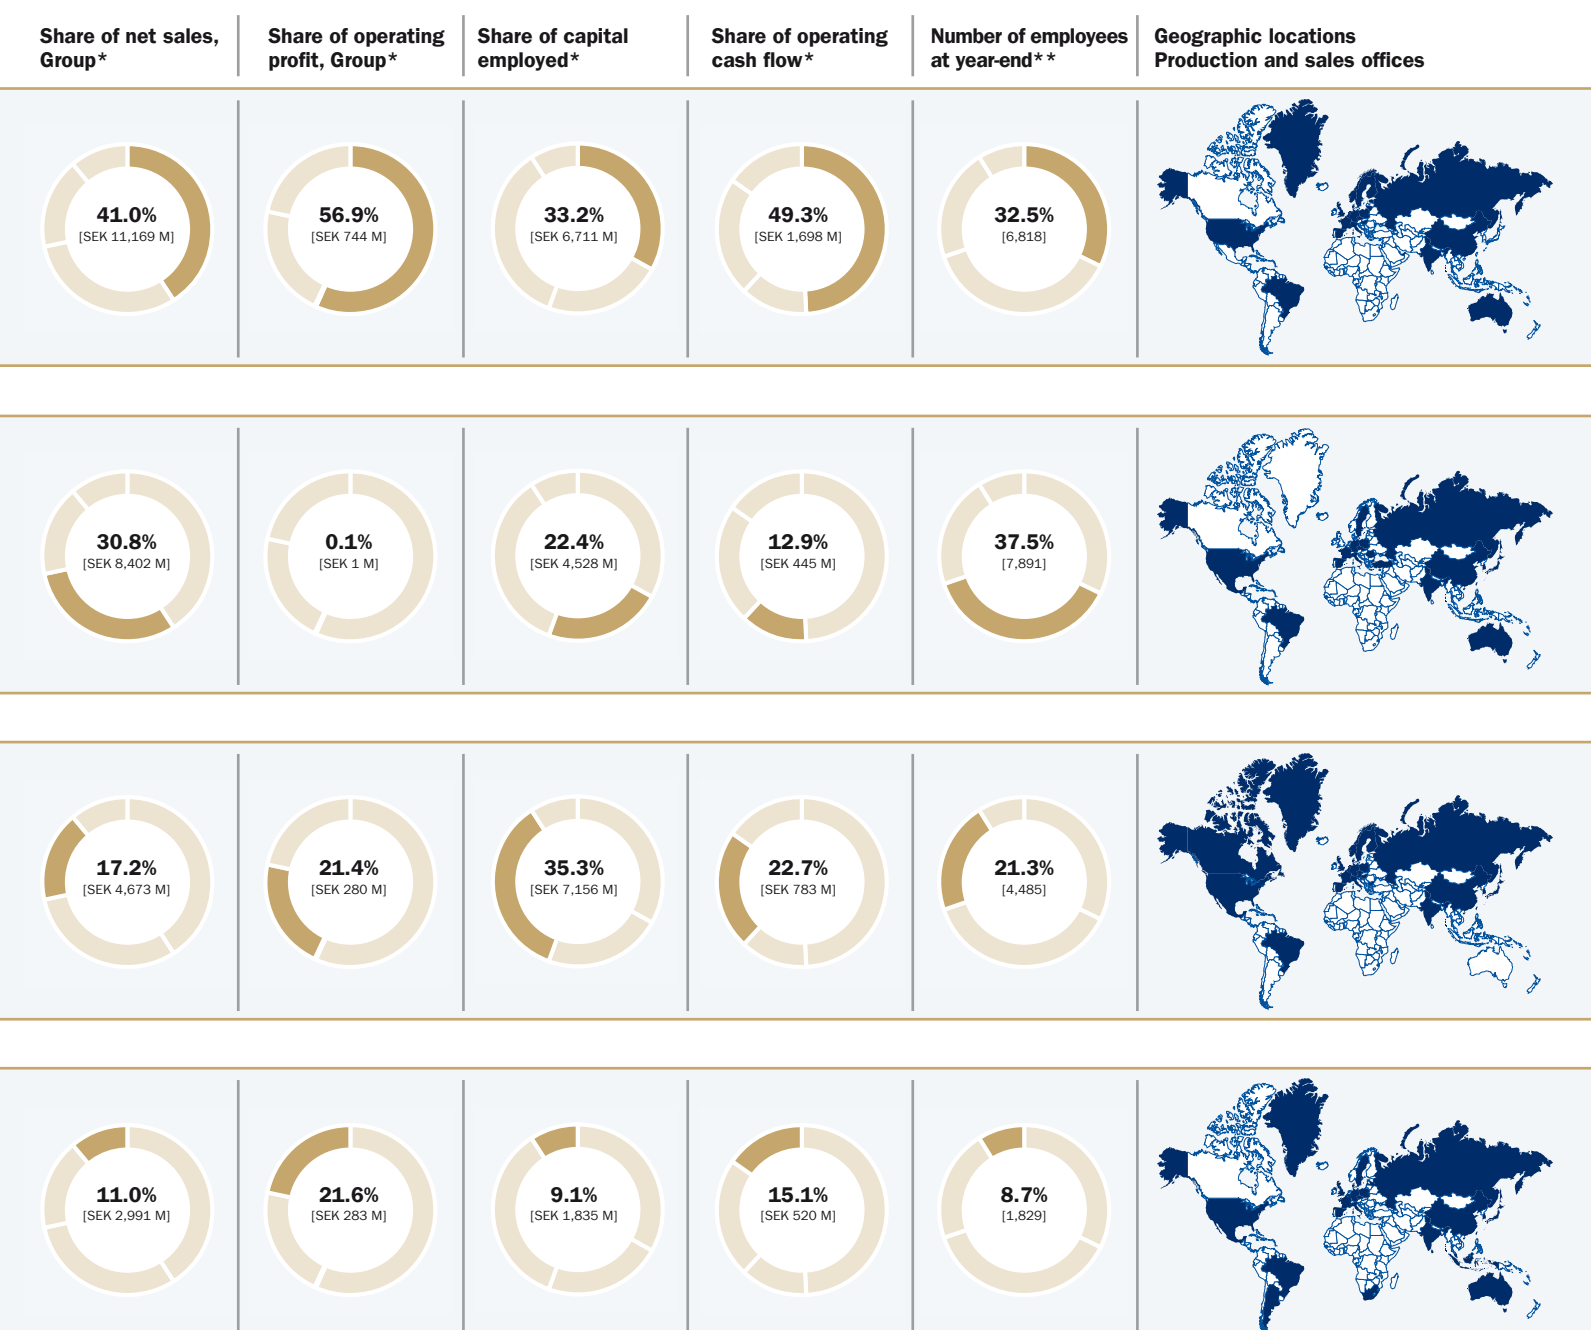 Share of net sales,
Group*
Share of operating
profit, Group*
Share of capital
employed*
Share of operating
cash flow*
Number of employees
at year-end**
Geographic locations
Production and sales offices
41.0%
[SEK 11,169 M]
56.9%
[SEK 744 M]
33.2%
[SEK 6,711 M]
49.3%
[SEK 1,698 M]
32.5%
[6,818]
30.8%
[SEK 8,402 M]
0.1%
[SEK 1 M]
22.4%
[SEK 4,528 M]
12.9%
[SEK 445 M]
37.5%
[7,891]
17.2%
[SEK 4,673 M]
21.4%
[SEK 280 M]
35.3%
[SEK 7,156 M]
22.7%
[SEK 783 M]
21.3%
[4,485]
11.0%
[SEK 2,991 M]
21.6%
[SEK 283 M]
9.1%
[SEK 1,835 M]
15.1%
[SEK 520 M]
8.7%
[1,829]